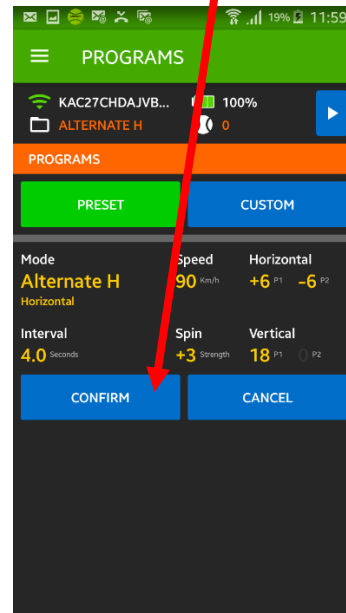 19% 11:59
PROGRAMS
KAC27CHDAJVB... 100%
ALTERNATE H 0
PROGRAMS
PRESET CUSTOM
Mode Speed Horizontal
Alternate H 90 Km/h +6 P1 -6 P2
Horizontal
Interval Spin Vertical
4.0 Seconds +3 Strength 18 P1 0 P2
CONFIRM CANCEL